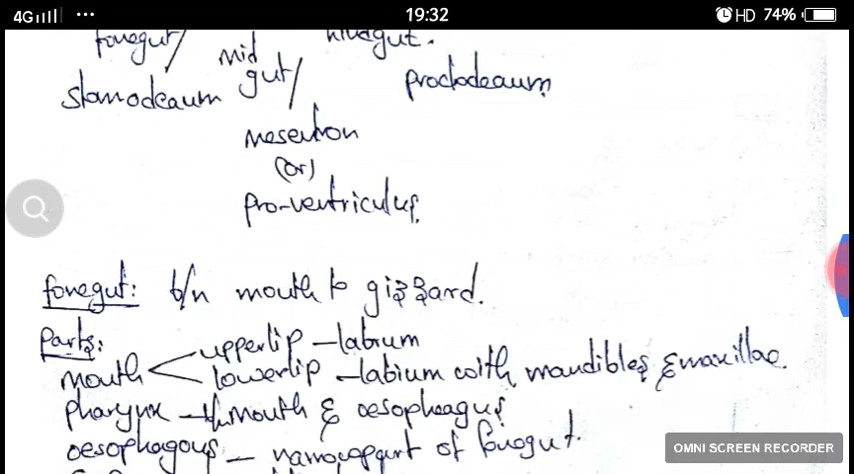 4G ... 19:32 HD 74%
foregut/ mid hindgut.
stomodeaum gut/ proctodeaum
mesentron
(or)
pro-ventriculus.
foregut: b/n mouth to gizzard.
Parts:
mouth upperlip – labrum
lowerlip – labium with mandibles & maxillae.
pharynx – mouth & oesophagus
oesophagous – narrow part of foregut.
OMNI SCREEN RECORDER